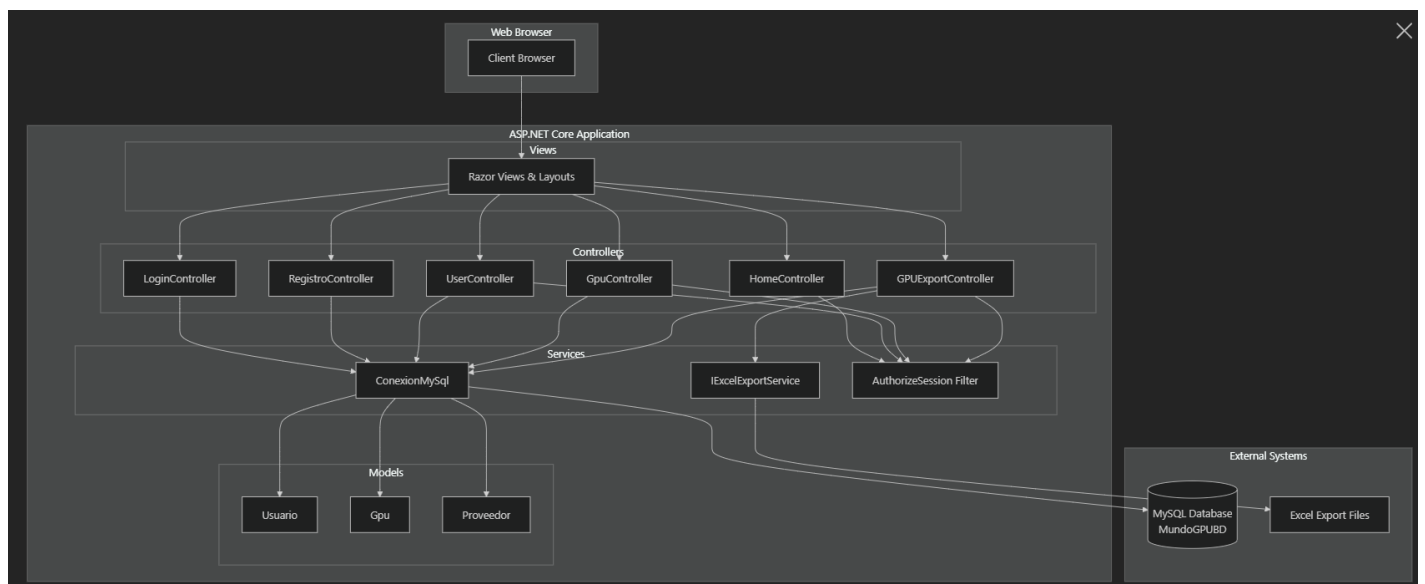 Web Browser
Client Browser
ASP.NET Core Application
Views
Razor Views & Layouts
Controllers
LoginController
RegistroController
UserController
GpuController
HomeController
GPUExportController
Services
ConexionMySql
IExcelExportService
AuthorizeSession Filter
Models
Usuario
Gpu
Proveedor
External Systems
MySQL Database
MundoGPUBD
Excel Export Files